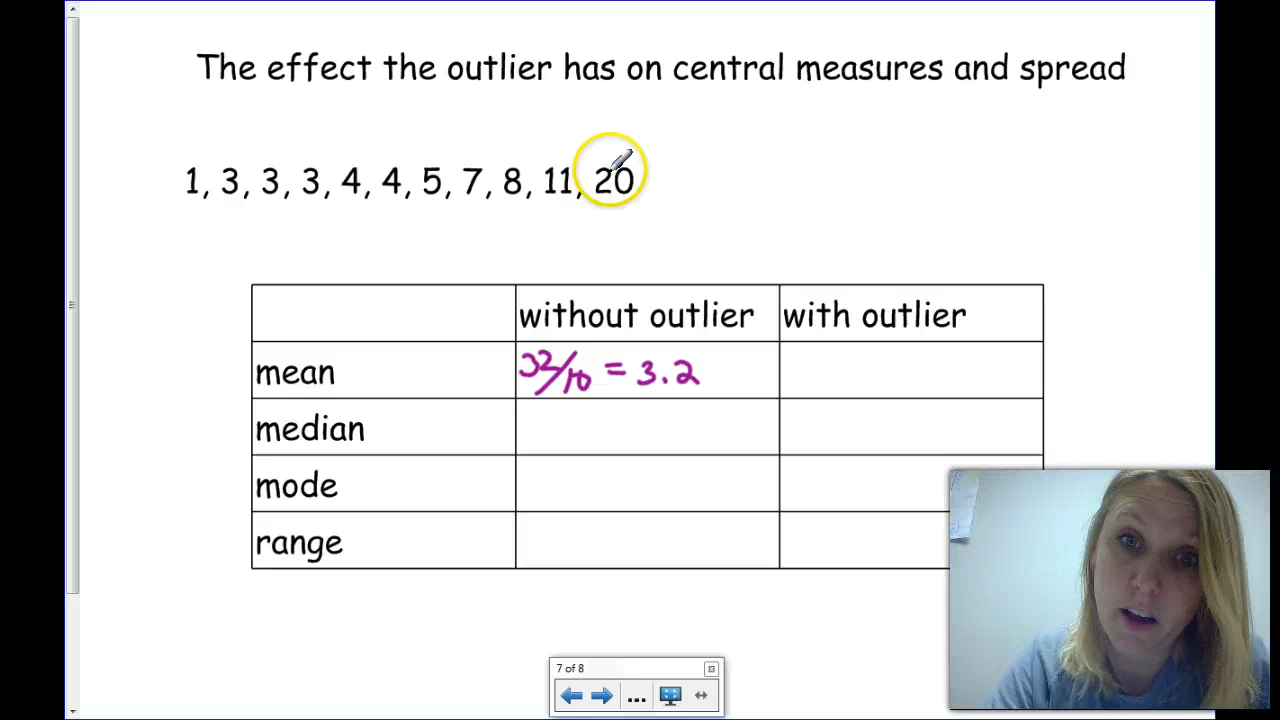 The effect the outlier has on central measures and spread
1, 3, 3, 3, 4, 4, 5, 7, 8, 11, 20
without outlier with outlier
mean 32/10 = 3.2
median
mode
range
7 of 8
...